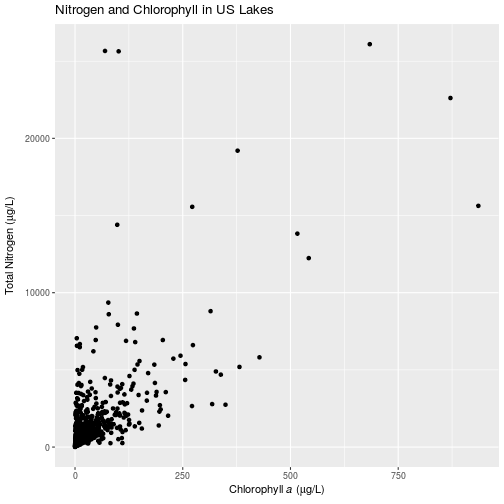 Nitrogen and Chlorophyll in US Lakes
Total Nitrogen (µg/L)
20000
10000
0
0
250
500
750
Chlorophyll a (µg/L)